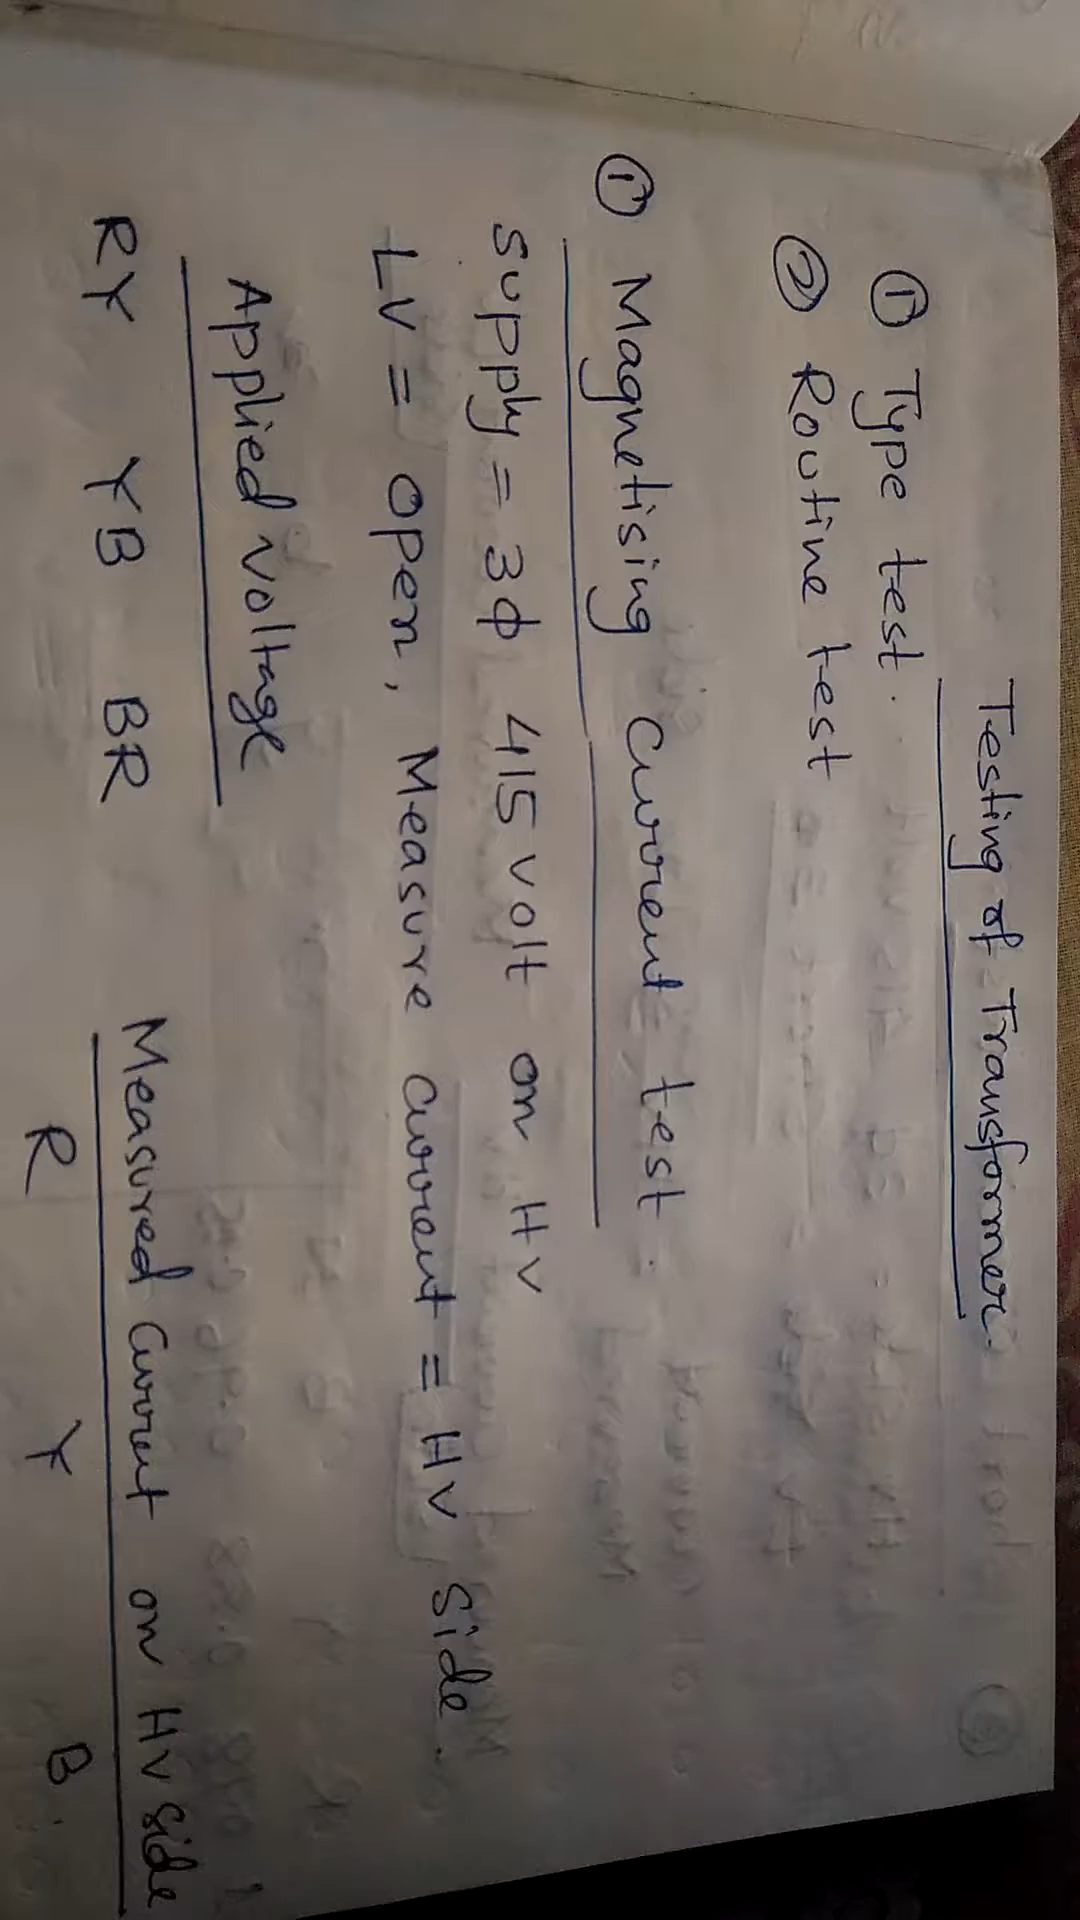 Testing of Transformer.
① Type test.
② Routine test
① Magnetising Current test.
Supply = 3ϕ 415 volt on HV
LV = open, Measure current = HV side.
Applied voltage
Measured current on HV side
RY YB BR
R Y B